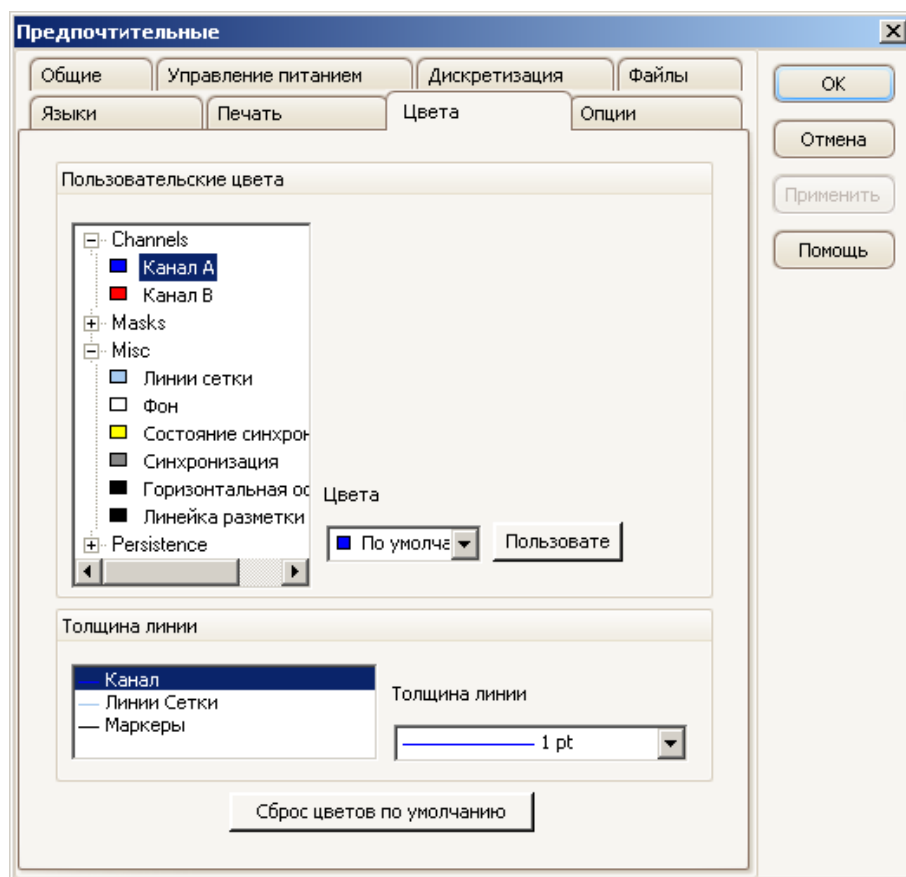 Предпочтительные
Общие
Управление питанием
Дискретизация
Файлы
Языки
Печать
Цвета
Опции
OK
Отмена
Применить
Помощь
Пользовательские цвета
Channels
Канал A
Канал B
Masks
Misc
Линии сетки
Фон
Состояние синхрон
Синхронизация
Горизонтальная ос
Линейка разметки
Persistence
Цвета
По умолча
Пользовате
Толщина линии
Канал
Линии Сетки
Маркеры
Толщина линии
1 pt
Сброс цветов по умолчанию